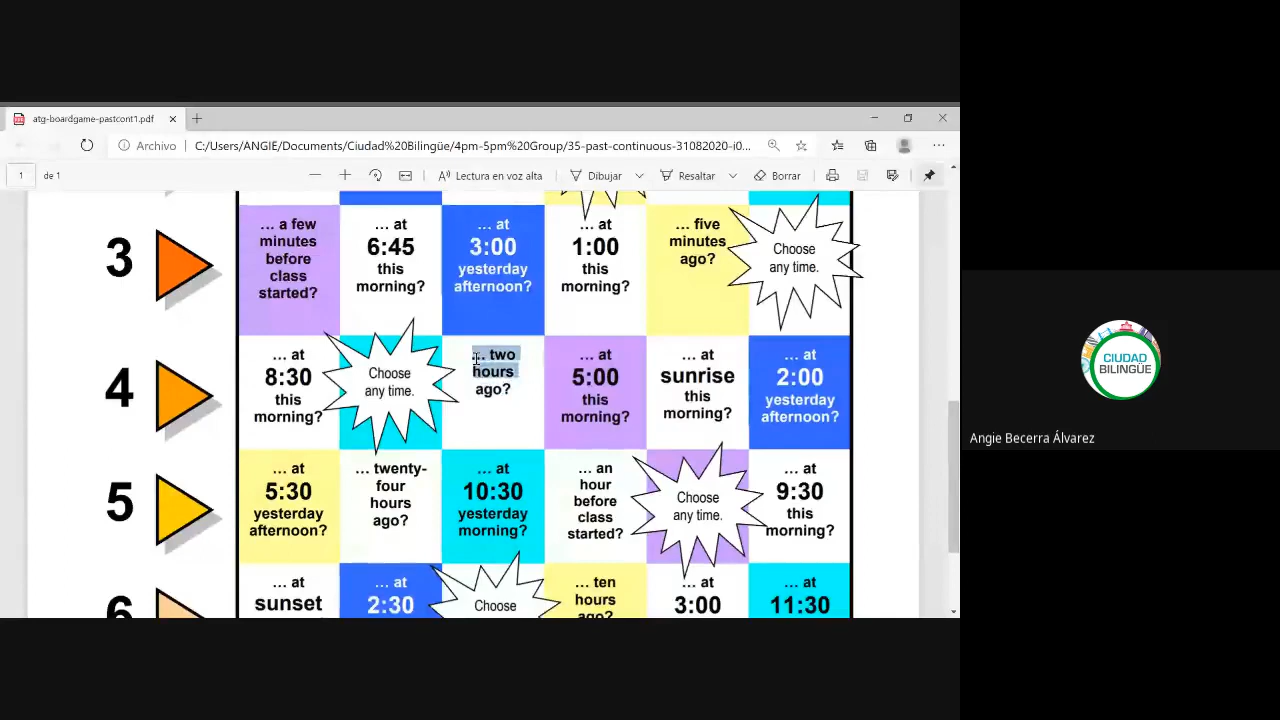 atg-boardgame-pastcont1.pdf
Archivo
C:/Users/ANGIE/Documents/Ciudad%20Bilingüe/4pm-5pm%20Group/35-past-continuous-31082020-i0...
1
de 1
Lectura en voz alta
Dibujar
Resaltar
Borrar
3
... a few
minutes
before
class
started?
... at
6:45
this
morning?
... at
3:00
yesterday
afternoon?
... at
1:00
this
morning?
... five
minutes
ago?
Choose
any time.
4
... at
8:30
this
morning?
Choose
any time.
... two
hours
ago?
... at
5:00
this
morning?
... at
sunrise
this
morning?
... at
2:00
yesterday
afternoon?
5
... at
5:30
yesterday
afternoon?
... twenty-
four
hours
ago?
... at
10:30
yesterday
morning?
... an
hour
before
class
started?
Choose
any time.
... at
9:30
this
morning?
6
... at
sunset
... at
2:30
Choose
... ten
hours
ago?
... at
3:00
... at
11:30
CIUDAD
BILINGÜE
Angie Becerra Álvarez